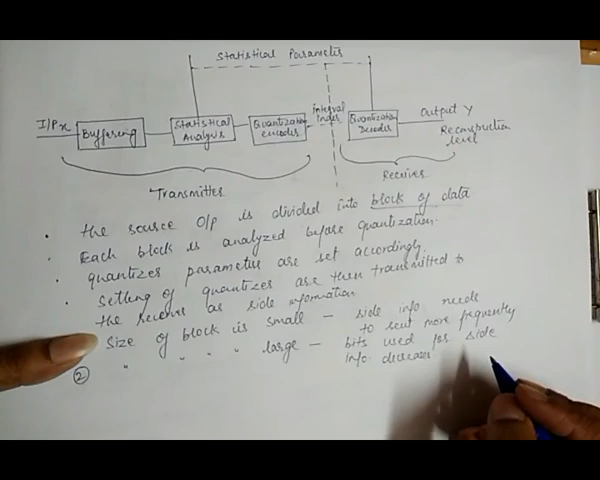 Statistical Parameter
I/P x
Buffering
Statistical Analysis
Quantization encoder
interval Index
Quantization Decoder
Output Y
Reconstruction level
Transmitter
Receiver
. the source O/P is divided into block of data
. Each block is analyzed before quantization.
. quantizer parameter are set accordingly.
. Setting of quantizer are then transmitted to
the receiver as side information
Size of block is small - side info needs
to sent more frequently
② " " " " large - bits used for side
info. decreases